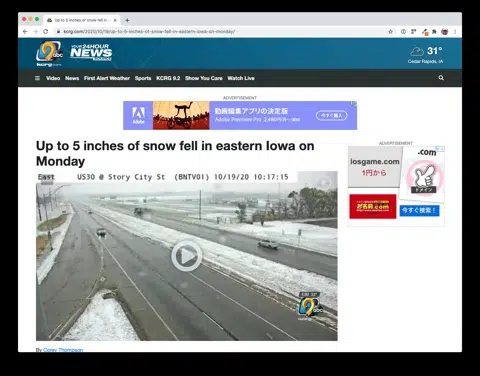 Up to 5 inches of snow fell in e
kcrg.com/2020/10/19/up-to-5-inches-of-snow-fell-in-eastern-iowa-on-monday/
9 abc
YOUR 24 HOUR
NEWS
kcrg.com
31°
Cedar Rapids, IA
Video News First Alert Weather Sports KCRG 9.2 Show You Care Watch Live
ADVERTISEMENT
Adobe
動画編集アプリの決定版
Adobe Premiere Pro 2,480円/月〜
今すぐ購入
Up to 5 inches of snow fell in eastern Iowa on
Monday
East US30 @ Story City St (BNTV01) 10/19/20 10:17:15
9 abc
By Corey Thompson
ADVERTISEMENT
iosgame.com
1円から
.com
ドメイン
お名前.com
今すぐ検索!